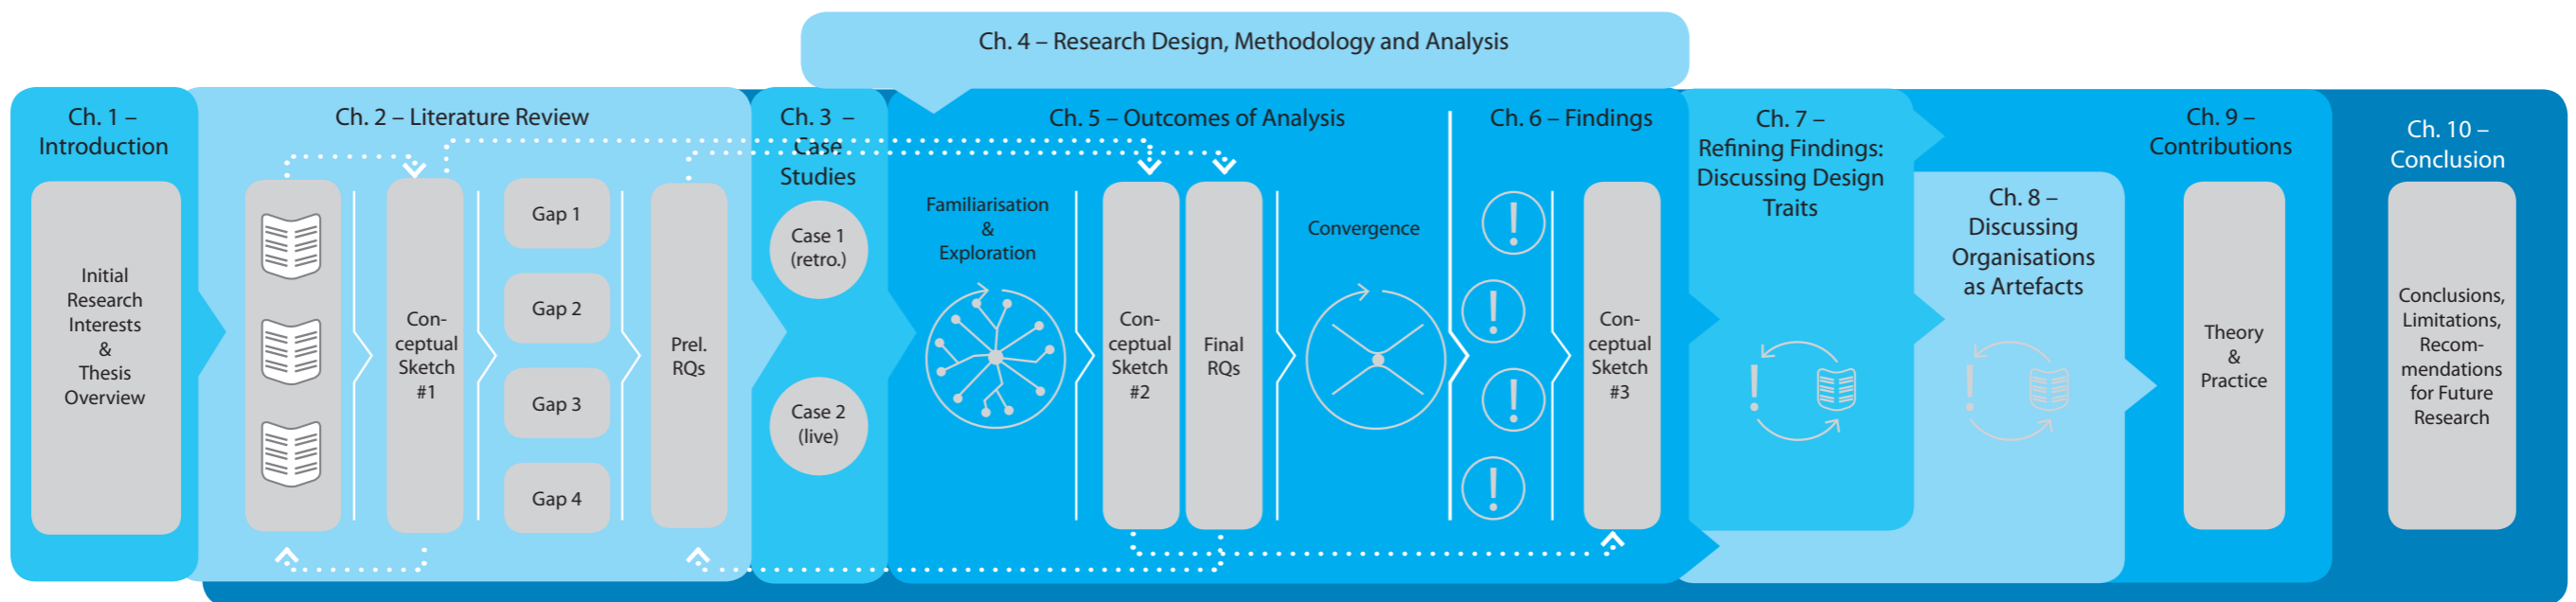 Ch. 4 – Research Design, Methodology and Analysis
Ch. 1 –
Introduction
Initial
Research
Interests
&
Thesis
Overview
Ch. 2 – Literature Review
Con-
ceptual
Sketch
#1
Gap 1
Gap 2
Gap 3
Gap 4
Prel.
RQs
Ch. 3 –
Case
Studies
Case 1
(retro.)
Case 2
(live)
Ch. 5 – Outcomes of Analysis
Familiarisation
&
Exploration
Con-
ceptual
Sketch
#2
Final
RQs
Convergence
Ch. 6 – Findings
!
!
!
!
Con-
ceptual
Sketch
#3
Ch. 7 –
Refining Findings:
Discussing Design
Traits
!
Ch. 8 –
Discussing
Organisations
as Artefacts
!
Ch. 9 –
Contributions
Theory
&
Practice
Ch. 10 –
Conclusion
Conclusions,
Limitations,
Recom-
mendations
for Future
Research